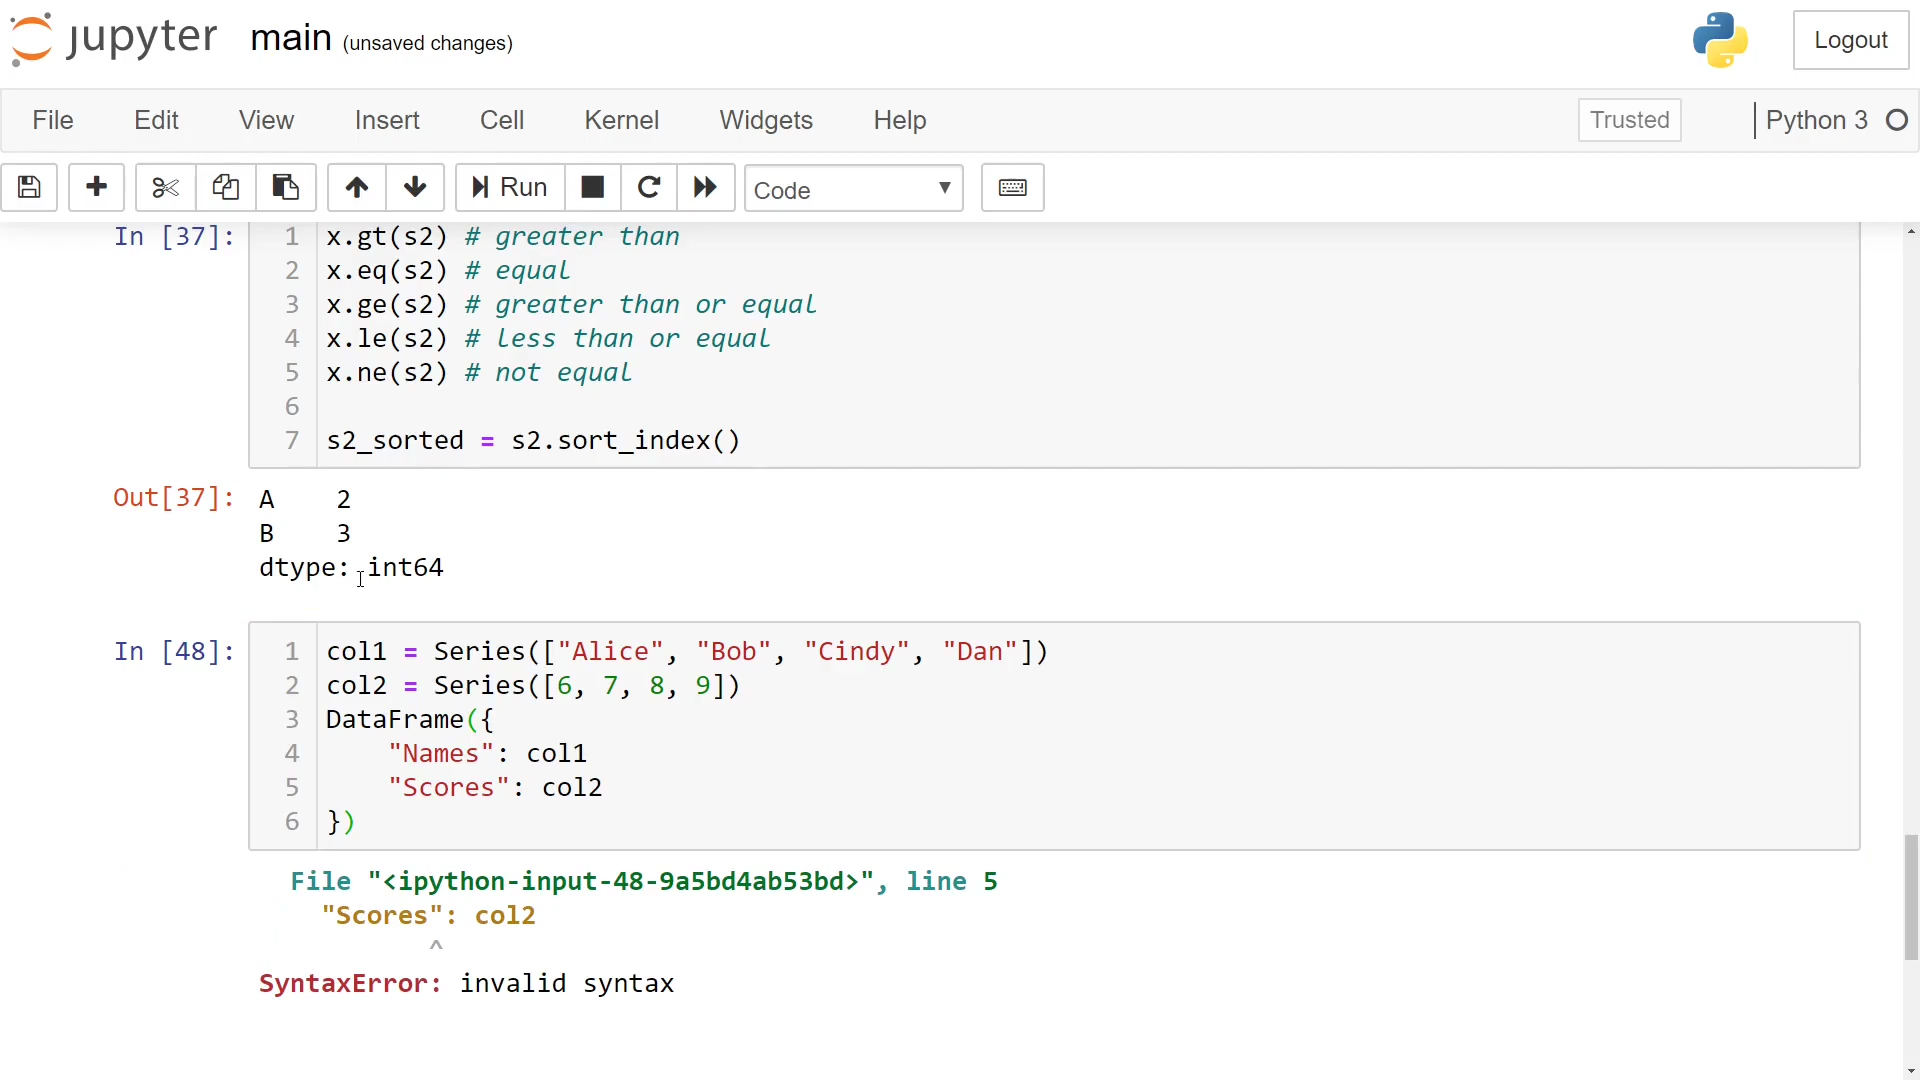 jupyter main (unsaved changes)
Logout
File Edit View Insert Cell Kernel Widgets Help Trusted Python 3
Run Code
In [37]: 1 x.gt(s2) # greater than
2 x.eq(s2) # equal
3 x.ge(s2) # greater than or equal
4 x.le(s2) # less than or equal
5 x.ne(s2) # not equal
6
7 s2_sorted = s2.sort_index()
Out[37]: A 2
B 3
dtype: int64
In [48]: 1 col1 = Series(["Alice", "Bob", "Cindy", "Dan"])
2 col2 = Series([6, 7, 8, 9])
3 DataFrame({
4 "Names": col1
5 "Scores": col2
6 })
File "<ipython-input-48-9a5bd4ab53bd>", line 5
"Scores": col2
^
SyntaxError: invalid syntax